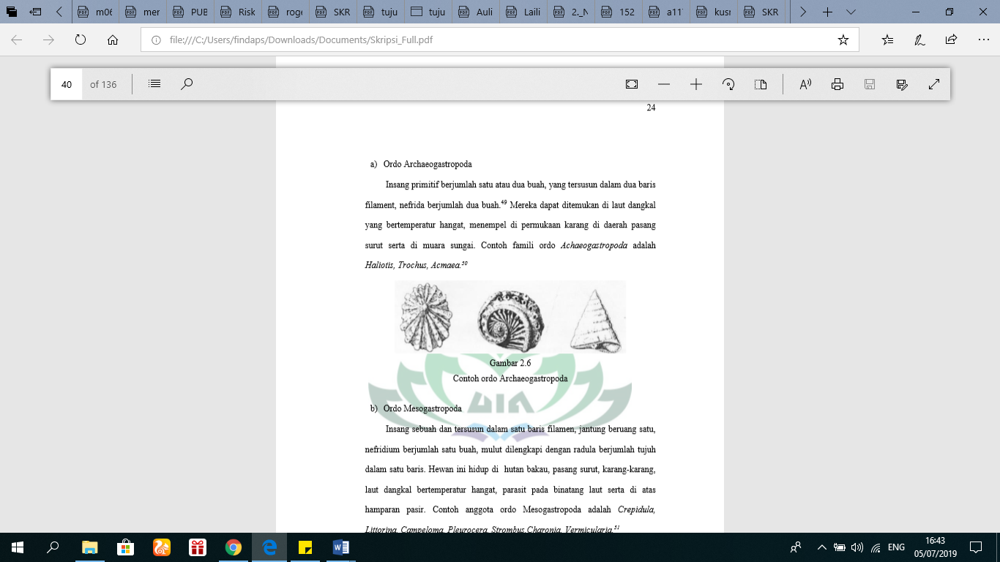 m06
mer
PUB
Risk
roge
SKR
tuju
tuju
Auli
Laili
2._N
152
a11
kusr
SKR
file:///C:/Users/findaps/Downloads/Documents/Skripsi_Full.pdf
40 of 136
24
a) Ordo Archaeogastropoda
Insang primitif berjumlah satu atau dua buah, yang tersusun dalam dua baris
filament, nefrida berjumlah dua buah.49 Mereka dapat ditemukan di laut dangkal
yang bertemperatur hangat, menempel di permukaan karang di daerah pasang
surut serta di muara sungai. Contoh famili ordo Achaeogastropoda adalah
Haliotis, Trochus, Acmaea.50
Gambar 2.6
Contoh ordo Archaeogastropoda
UIN
b) Ordo Mesogastropoda
Insang sebuah dan tersusun dalam satu baris filamen, jantung beruang satu,
nefridium berjumlah satu buah, mulut dilengkapi dengan radula berjumlah tujuh
dalam satu baris. Hewan ini hidup di hutan bakau, pasang surut, karang-karang,
laut dangkal bertemperatur hangat, parasit pada binatang laut serta di atas
hamparan pasir. Contoh anggota ordo Mesogastropoda adalah Crepidula,
Littorina, Campeloma, Pleurocera, Strombus,Charonia, Vermicularia.51
ENG
16:43
05/07/2019